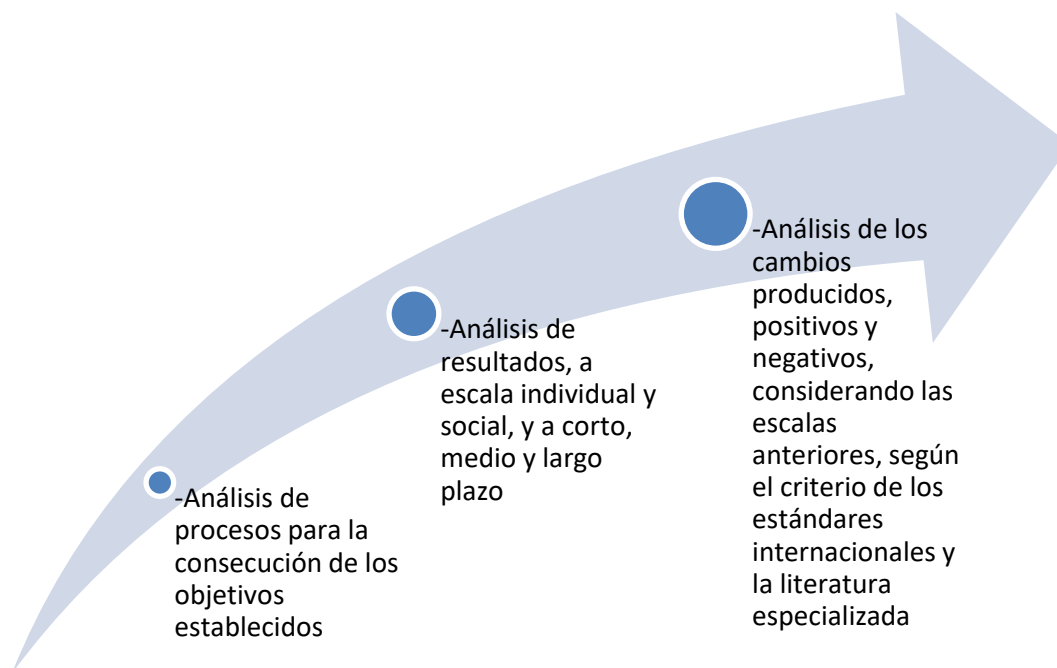 -Análisis de
procesos para la
consecución de los
objetivos
establecidos
-Análisis de
resultados, a
escala individual y
social, y a corto,
medio y largo
plazo
-Análisis de los
cambios
producidos,
positivos y
negativos,
considerando las
escalas
anteriores, según
el criterio de los
estándares
internacionales y
la literatura
especializada